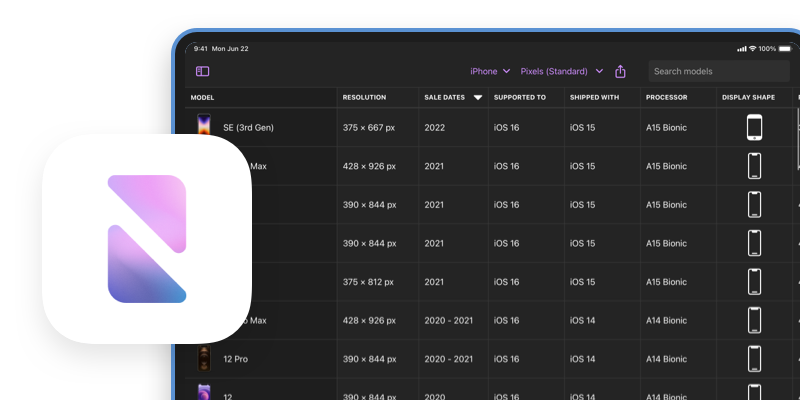 9:41 Mon Jun 22 100%
iPhone Pixels (Standard) Search models
MODEL RESOLUTION SALE DATES SUPPORTED TO SHIPPED WITH PROCESSOR DISPLAY SHAPE
SE (3rd Gen) 375 × 667 px 2022 iOS 16 iOS 15 A15 Bionic
Max 428 × 926 px 2021 iOS 16 iOS 15 A15 Bionic
390 × 844 px 2021 iOS 16 iOS 15 A15 Bionic
390 × 844 px 2021 iOS 16 iOS 15 A15 Bionic
375 × 812 px 2021 iOS 16 iOS 15 A15 Bionic
Max 428 × 926 px 2020 - 2021 iOS 16 iOS 14 A14 Bionic
12 Pro 390 × 844 px 2020 - 2021 iOS 16 iOS 14 A14 Bionic
12 390 × 844 px 2020 iOS 16 iOS 14 A14 Bionic